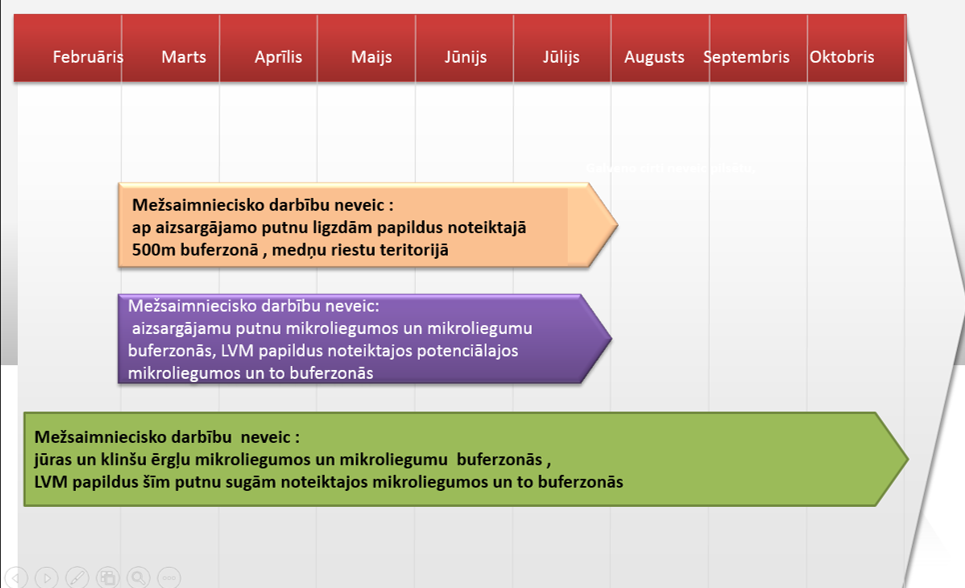 Februāris Marts Aprīlis Maijs Jūnijs Jūlijs Augusts Septembris Oktobris
Mežsaimniecisko darbību neveic :
ap aizsargājamo putnu ligzdām papildus noteiktajā
500m buferzonā , medņu riestu teritorijā
Mežsaimniecisko darbību neveic:
aizsargājamu putnu mikroliegumos un mikroliegumu
buferzonās, LVM papildus noteiktajos potenciālajos
mikroliegumos un to buferzonās
Mežsaimniecisko darbību neveic :
jūras un klinšu ērgļu mikroliegumos un mikroliegumu buferzonās ,
LVM papildus šīm putnu sugām noteiktajos mikroliegumos un to buferzonās